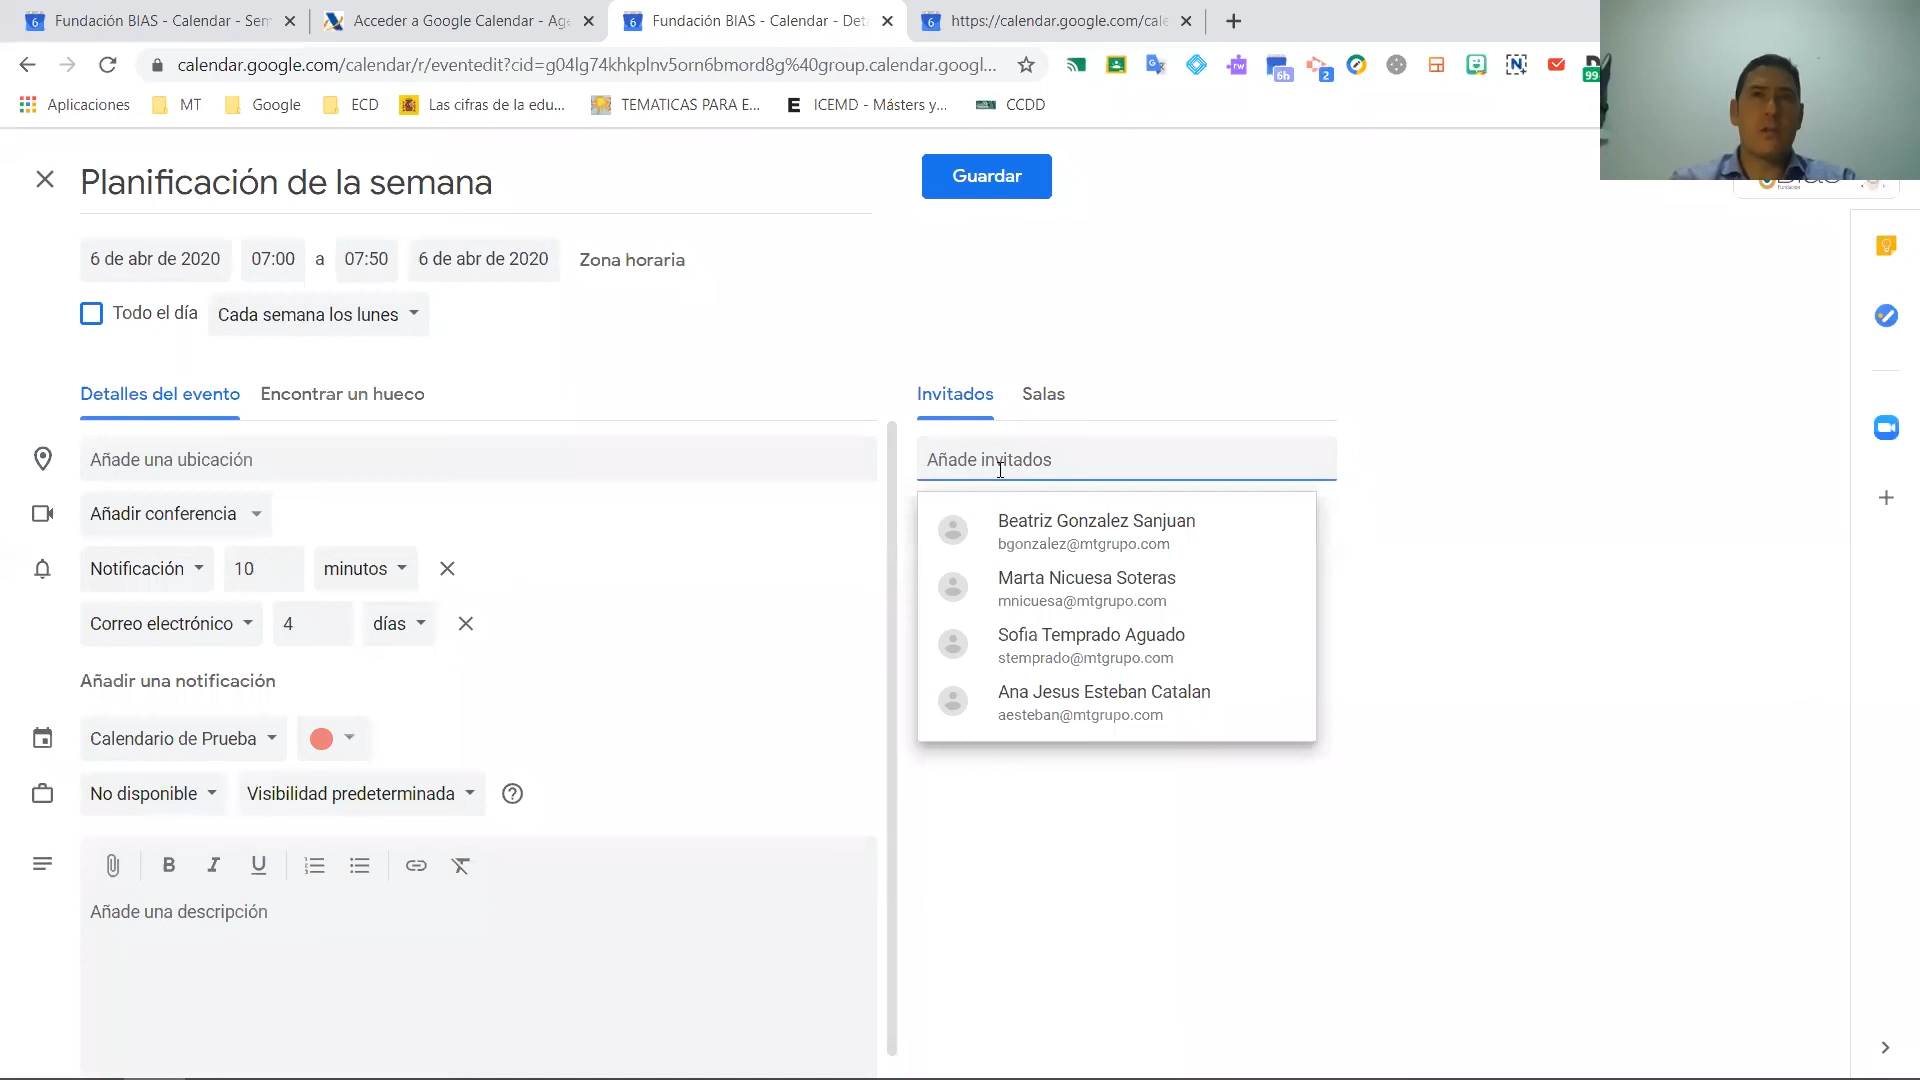 Fundación BIAS - Calendar - Sem
Acceder a Google Calendar - Age
Fundación BIAS - Calendar - Det
https://calendar.google.com/cale
calendar.google.com/calendar/r/eventedit?cid=g04lg74khkplnv5orn6bmord8g%40group.calendar.googl...
6h
2
99
Aplicaciones
MT
Google
ECD
Las cifras de la edu...
TEMATICAS PARA E...
ICEMD - Másters y...
CCDD
Planificación de la semana
Guardar
6 de abr de 2020
07:00
a
07:50
6 de abr de 2020
Zona horaria
Todo el día
Cada semana los lunes
Detalles del evento
Encontrar un hueco
Invitados
Salas
Añade una ubicación
Añade invitados
Añadir conferencia
Beatriz Gonzalez Sanjuan
bgonzalez@mtgrupo.com
Notificación
10
minutos
Marta Nicuesa Soteras
mnicuesa@mtgrupo.com
Correo electrónico
4
días
Sofia Temprado Aguado
stemprado@mtgrupo.com
Añadir una notificación
Ana Jesus Esteban Catalan
aesteban@mtgrupo.com
Calendario de Prueba
No disponible
Visibilidad predeterminada
B
I
U
Añade una descripción